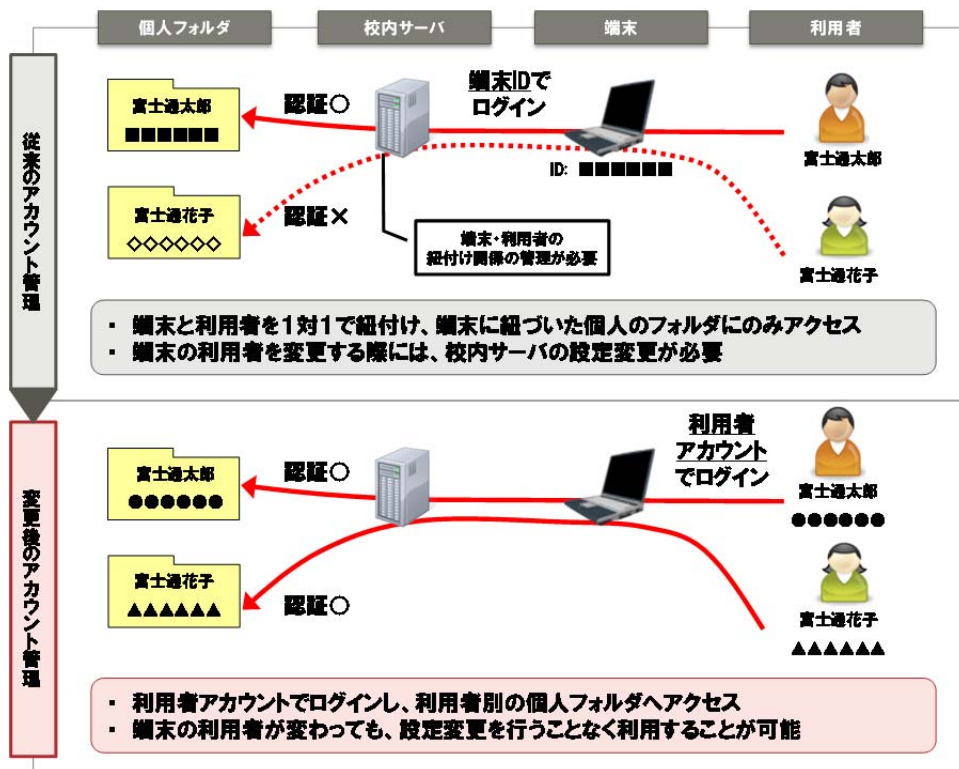 個人フォルダ
校内サーバ
端末
利用者
従来のアカウント管理
富士通太郎
■■■■■■
認証○
端末IDで
ログイン
ID: ■■■■■■
富士通太郎
富士通花子
◇◇◇◇◇◇
認証×
端末・利用者の
紐付け関係の管理が必要
富士通花子
・ 端末と利用者を1対1で紐付け、端末に紐づいた個人のフォルダにのみアクセス
・ 端末の利用者を変更する際には、校内サーバの設定変更が必要
変更後のアカウント管理
富士通太郎
●●●●●●
認証○
利用者
アカウント
でログイン
富士通太郎
●●●●●●
富士通花子
▲▲▲▲▲▲
認証○
富士通花子
▲▲▲▲▲▲
・ 利用者アカウントでログインし、利用者別の個人フォルダへアクセス
・ 端末の利用者が変わっても、設定変更を行うことなく利用することが可能